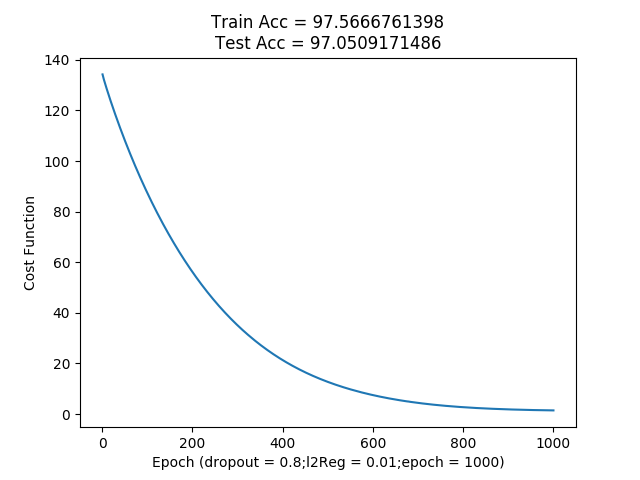 Train Acc = 97.5666761398
Test Acc = 97.0509171486
140
120
100
80
60
40
20
0
Cost Function
0 200 400 600 800 1000
Epoch (dropout = 0.8;l2Reg = 0.01;epoch = 1000)